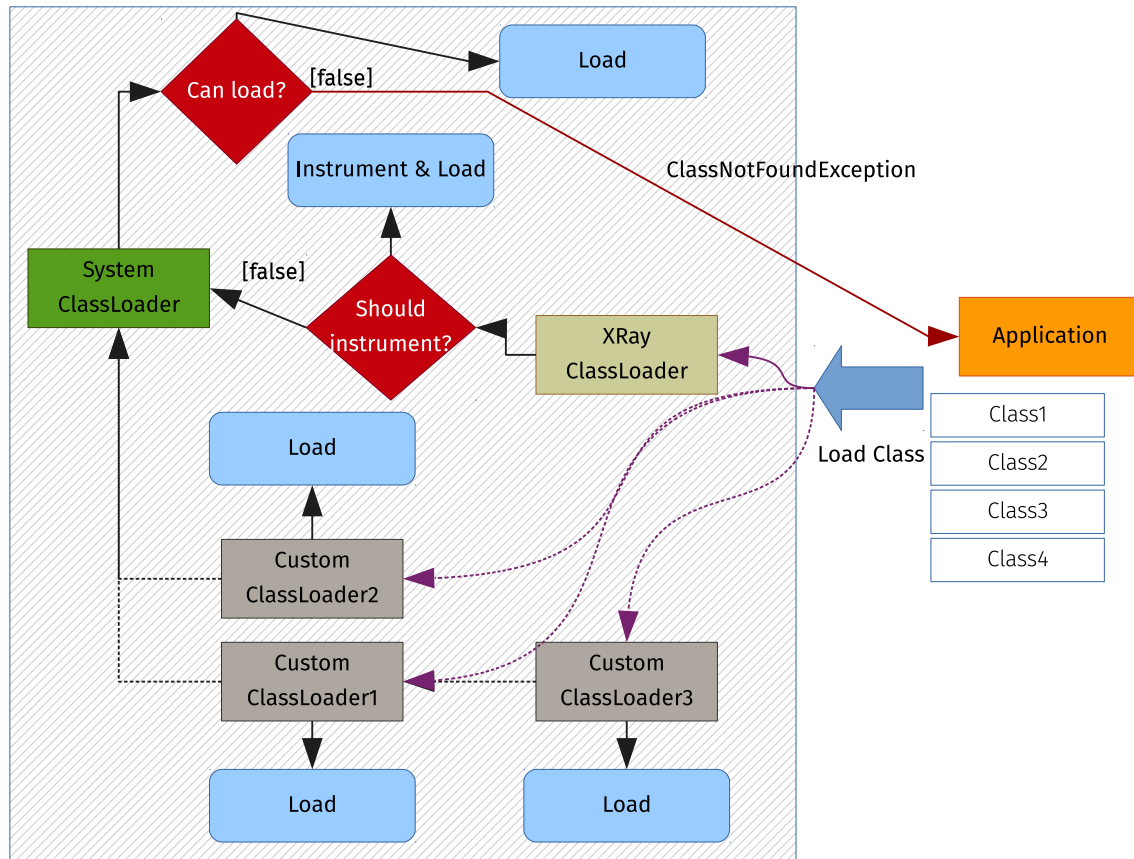 Load
Can load?
[false]
Instrument & Load
ClassNotFoundException
System
ClassLoader
[false]
Should
instrument?
XRay
ClassLoader
Application
Load Class
Class1
Class2
Class3
Class4
Load
Custom
ClassLoader2
Custom
ClassLoader1
Custom
ClassLoader3
Load
Load